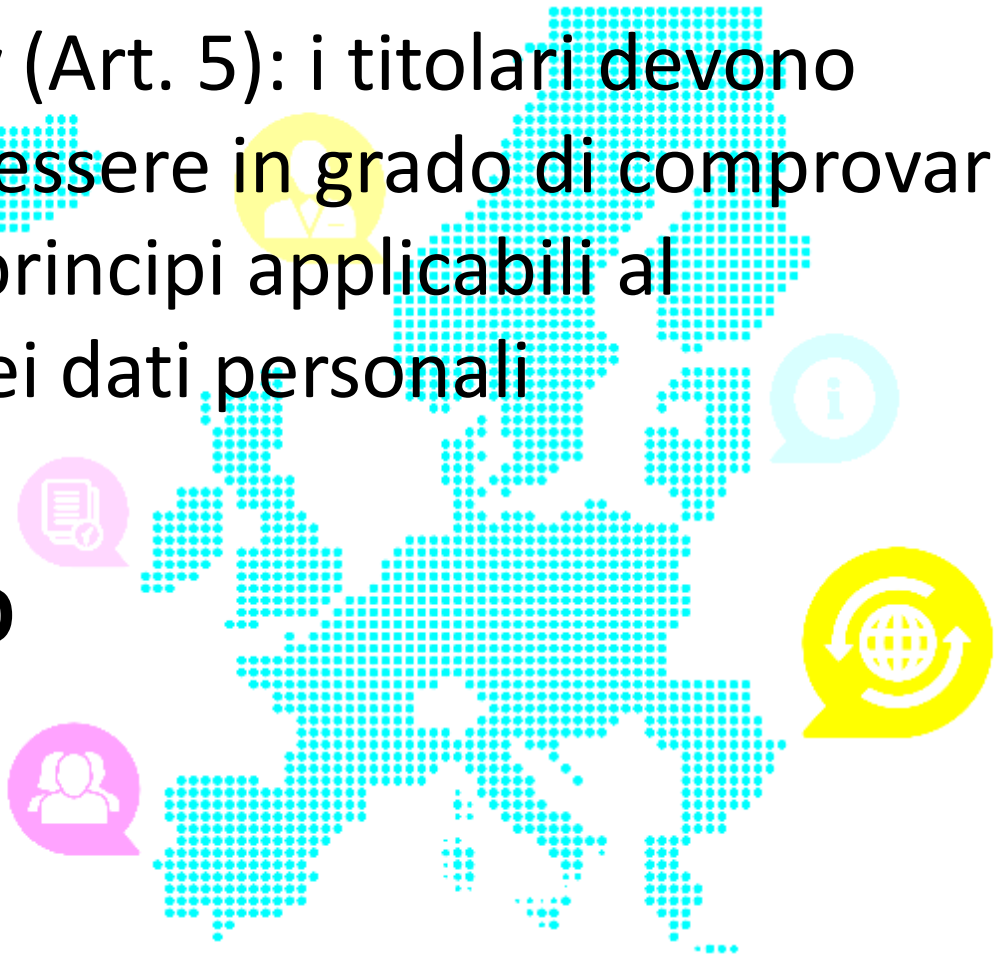 (Art. 5): i titolari devono
essere in grado di comprovar
principi applicabili al
ei dati personali
i